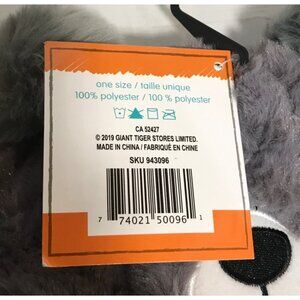 one size / taille unique
100% polyester / 100 % polyester
CA 52427
© 2019 GIANT TIGER STORES LIMITED.
MADE IN CHINA / FABRIQUÉ EN CHINE
SKU 943096
7 74021 50096 1